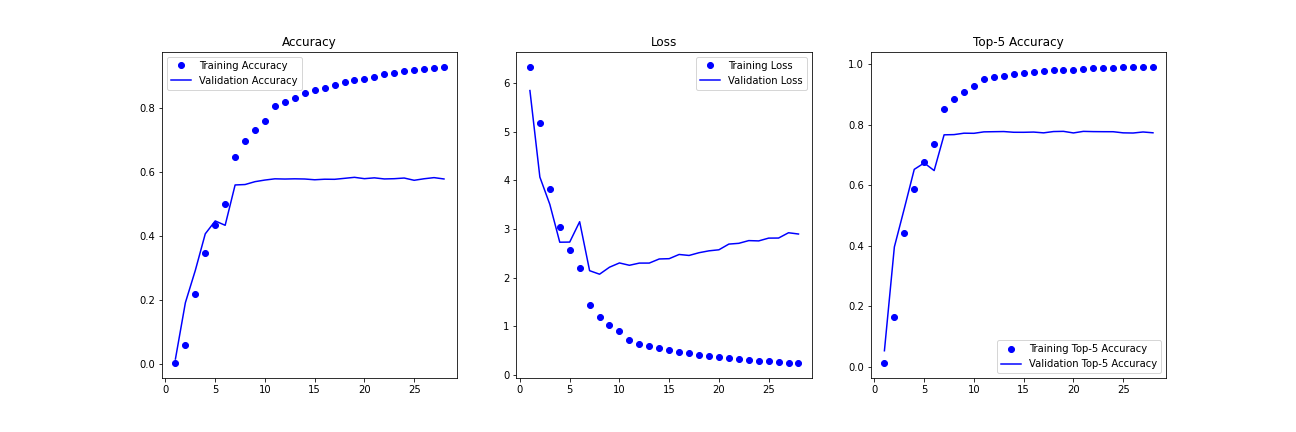 Accuracy
Training Accuracy
Validation Accuracy
0.8
0.6
0.4
0.2
0.0
0 5 10 15 20 25
Loss
Training Loss
Validation Loss
6
5
4
3
2
1
0
0 5 10 15 20 25
Top-5 Accuracy
1.0
0.8
0.6
0.4
0.2
0.0
Training Top-5 Accuracy
Validation Top-5 Accuracy
0 5 10 15 20 25